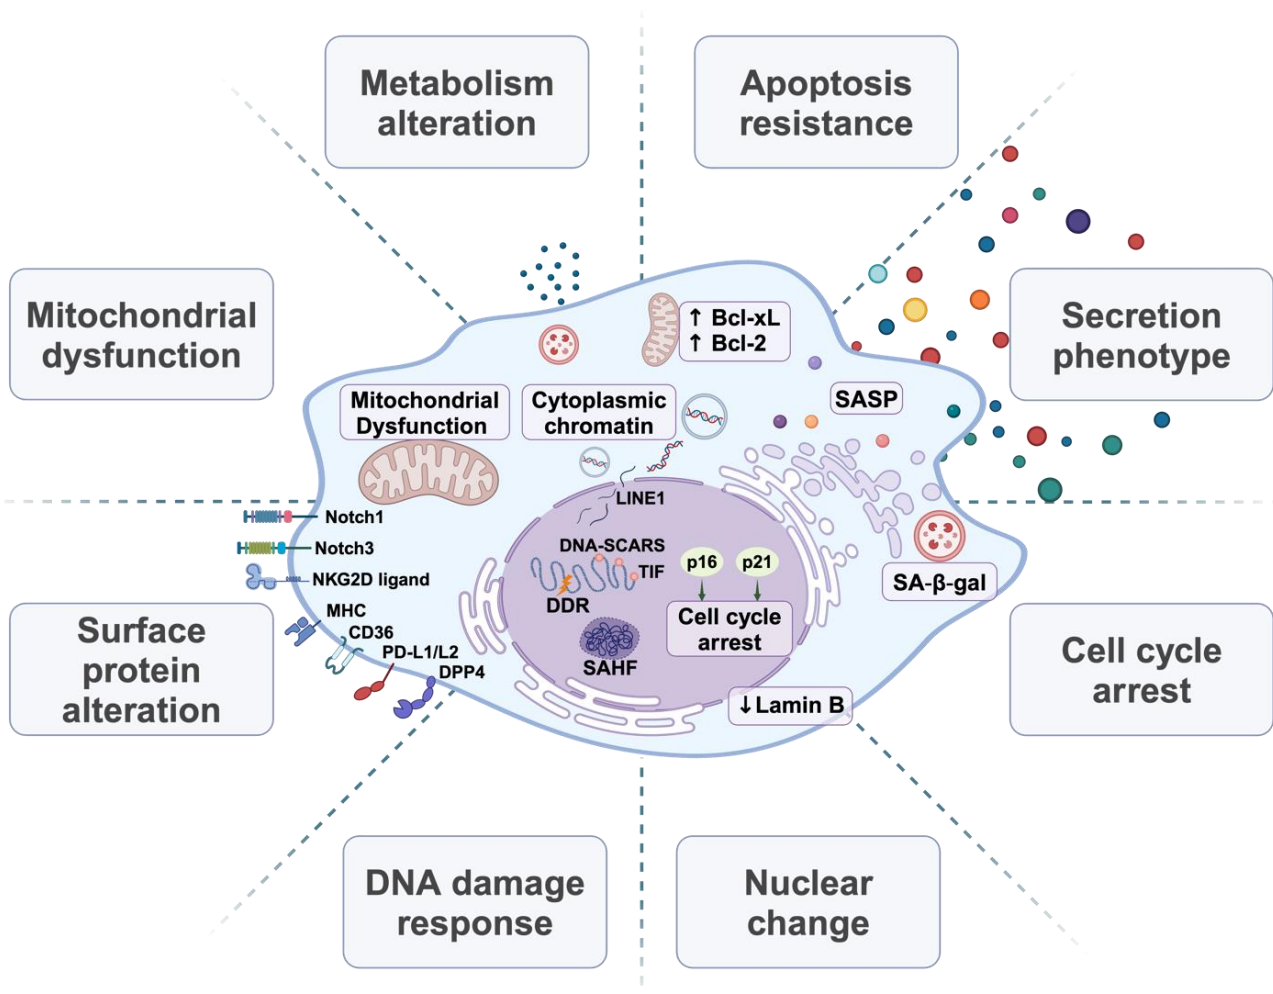 Metabolism
alteration
Apoptosis
resistance
Mitochondrial
dysfunction
Secretion
phenotype
↑ Bcl-xL
↑ Bcl-2
Mitochondrial
Dysfunction
Cytoplasmic
chromatin
SASP
LINE1
Notch1
Notch3
NKG2D ligand
MHC
CD36
PD-L1/L2
DPP4
DNA-SCARS
TIF
DDR
SAHF
p16
p21
Cell cycle
arrest
SA-β-gal
↓Lamin B
Surface
protein
alteration
Cell cycle
arrest
DNA damage
response
Nuclear
change